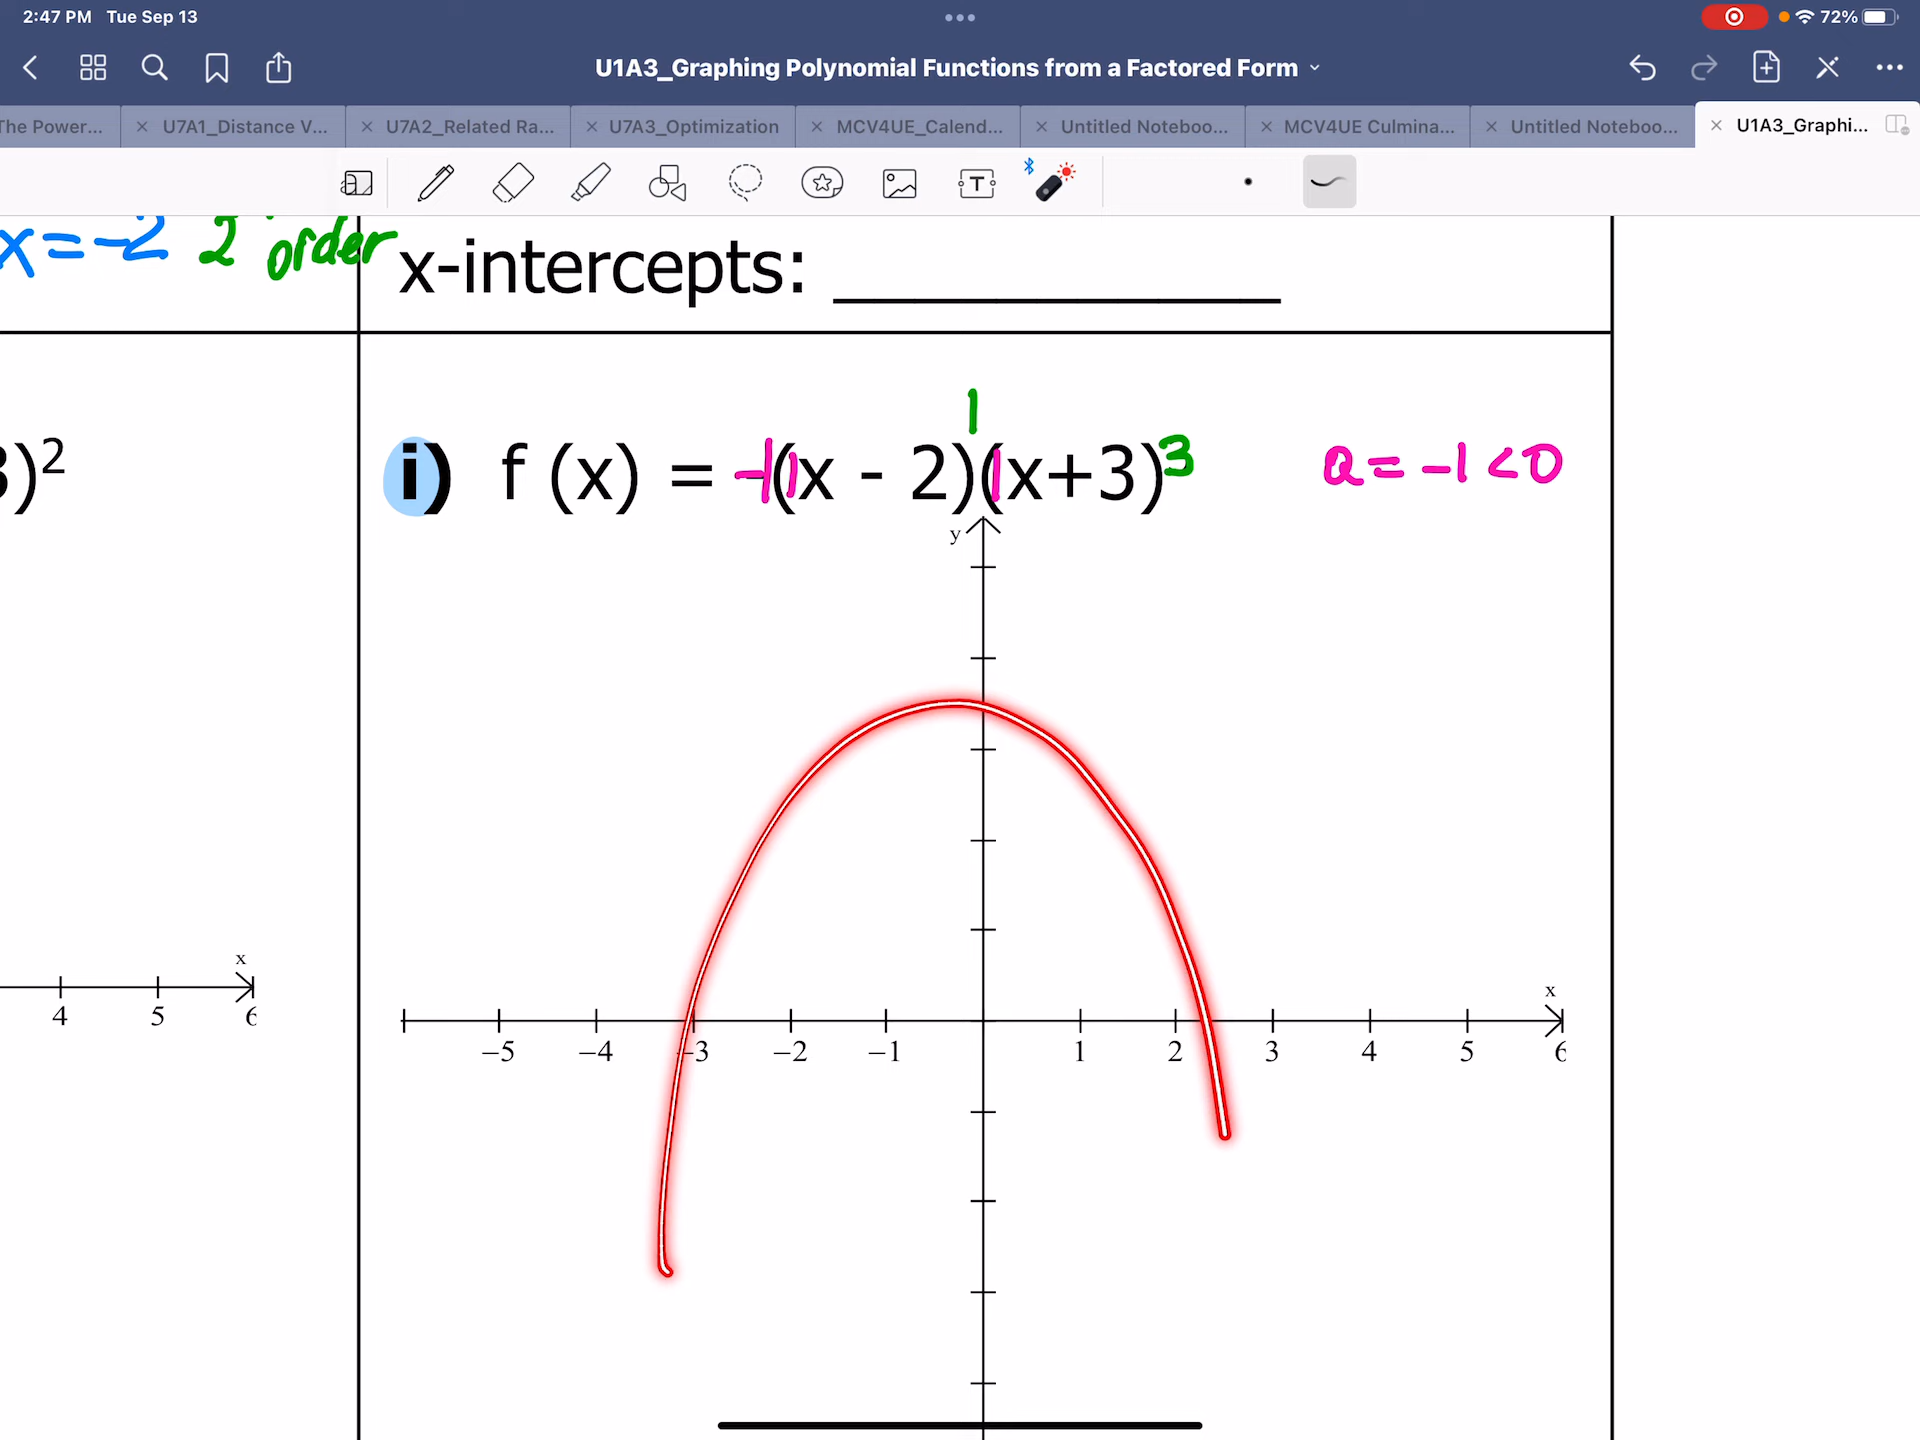 2:47 PM Tue Sep 13
72%
U1A3_Graphing Polynomial Functions from a Factored Form
The Power...
U7A1_Distance V...
U7A2_Related Ra...
U7A3_Optimization
MCV4UE_Calend...
Untitled Noteboo...
MCV4UE Culmina...
Untitled Noteboo...
U1A3_Graphi...
x=-2 2 order
x-intercepts: ______________
3)²
i) f (x) = -1(1x - 2)¹(1x+3)³
a = -1 < 0
y
x
4 5 6
x
-5 -4 -3 -2 -1 1 2 3 4 5 6